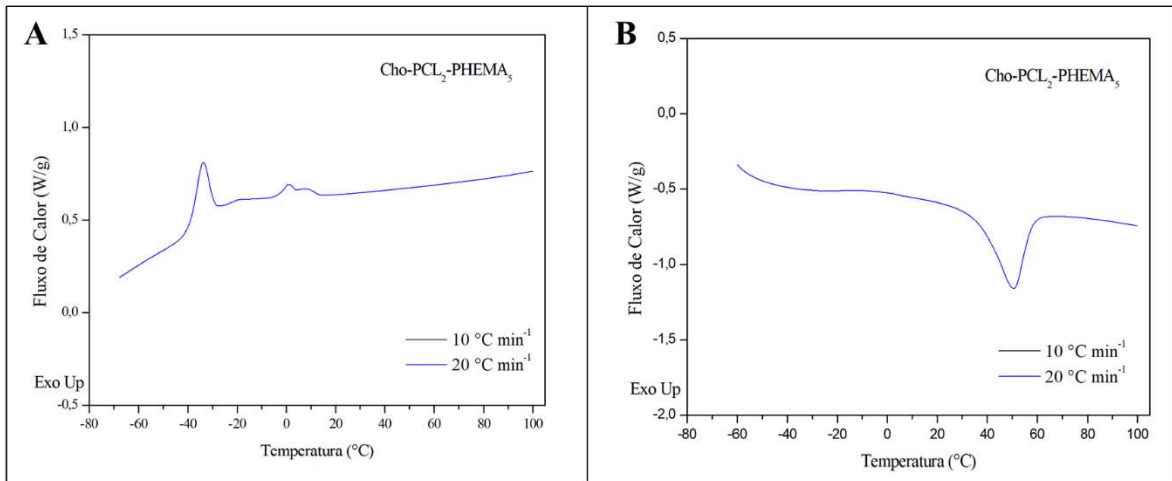 A
Cho-PCL₂-PHEMA₅
Fluxo de Calor (W/g)
1,5
1,0
0,5
0,0
-0,5
10 °C min⁻¹
20 °C min⁻¹
Exo Up
-80 -60 -40 -20 0 20 40 60 80 100
Temperatura (°C)
B
Cho-PCL₂-PHEMA₅
Fluxo de Calor (W/g)
0,5
0,0
-0,5
-1,0
-1,5
-2,0
10 °C min⁻¹
20 °C min⁻¹
Exo Up
-80 -60 -40 -20 0 20 40 60 80 100
Temperatura (°C)